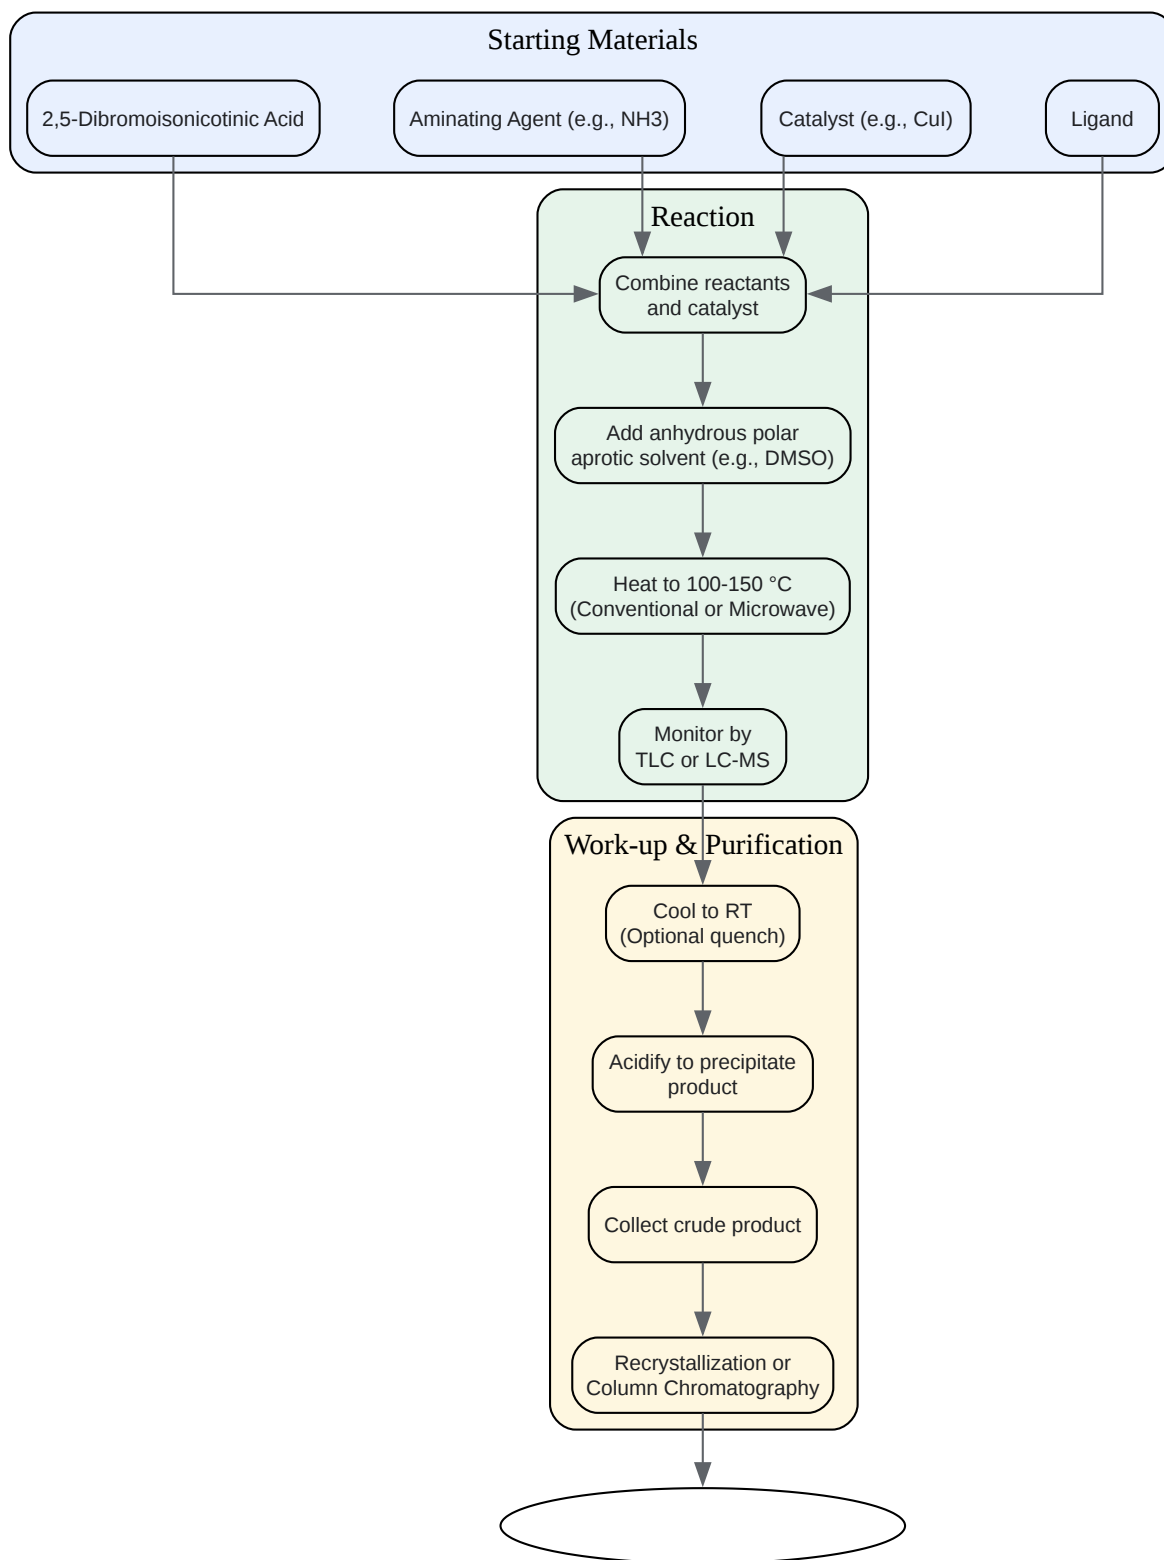 Starting Materials
2,5-Dibromoisonicotinic Acid
Aminating Agent (e.g., NH3)
Catalyst (e.g., CuI)
Ligand
Reaction
Combine reactants
and catalyst
Add anhydrous polar
aprotic solvent (e.g., DMSO)
Heat to 100-150 °C
(Conventional or Microwave)
Monitor by
TLC or LC-MS
Work-up & Purification
Cool to RT
(Optional quench)
Acidify to precipitate
product
Collect crude product
Recrystallization or
Column Chromatography